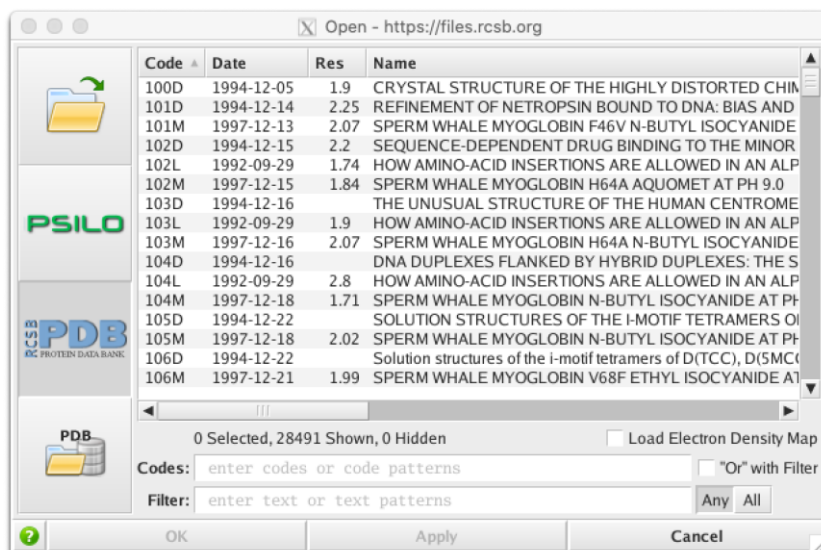 Open - https://files.rcsb.org
Code Date Res Name
100D 1994-12-05 1.9 CRYSTAL STRUCTURE OF THE HIGHLY DISTORTED
101D 1994-12-14 2.25 REFINEMENT OF NETROPSIN BOUND TO DNA: BIAS AND
101M 1997-12-13 2.07 SPERM WHALE MYOGLOBIN F46V N-BUTYL ISOCYANIDE
102D 1994-12-15 2.2 SEQUENCE-DEPENDENT DRUG BINDING TO THE MINOR
102L 1992-09-29 1.74 HOW AMINO-ACID INSERTIONS ARE ALLOWED IN AN ALP
102M 1997-12-15 1.84 SPERM WHALE MYOGLOBIN H64A AQUOMET AT PH 9.0
103D 1994-12-16 THE UNUSUAL STRUCTURE OF THE HUMAN CENTROME
PSILO
103L 1992-09-29 1.9 HOW AMINO-ACID INSERTIONS ARE ALLOWED IN AN ALP
103M 1997-12-16 2.07 SPERM WHALE MYOGLOBIN H64A N-BUTYL ISOCYANIDE
104D 1994-12-16 DNA DUPLEXES FLANKED BY HYBRID DUPLEXES: THE S
104L 1992-09-29 2.8 HOW AMINO-ACID INSERTIONS ARE ALLOWED IN AN ALP
104M 1997-12-18 1.71 SPERM WHALE MYOGLOBIN N-BUTYL ISOCYANIDE AT PH
105D 1994-12-22 SOLUTION STRUCTURES OF THE I-MOTIF TETRAMERS
105M 1997-12-18 2.02 SPERM WHALE MYOGLOBIN N-BUTYL ISOCYANIDE AT PH
RCSB PDB
PROTEIN DATA BANK
106D 1994-12-22 Solution structures of the i-motif tetramers of D(TCC),
106M 1997-12-21 1.99 SPERM WHALE MYOGLOBIN V68F ETHYL ISOCYANIDE AT
PDB
0 Selected, 28491 Shown, 0 Hidden Load Electron Density Map
Codes: enter codes or code patterns "Or" with Filter
Filter: enter text or text patterns Any All
OK Apply Cancel